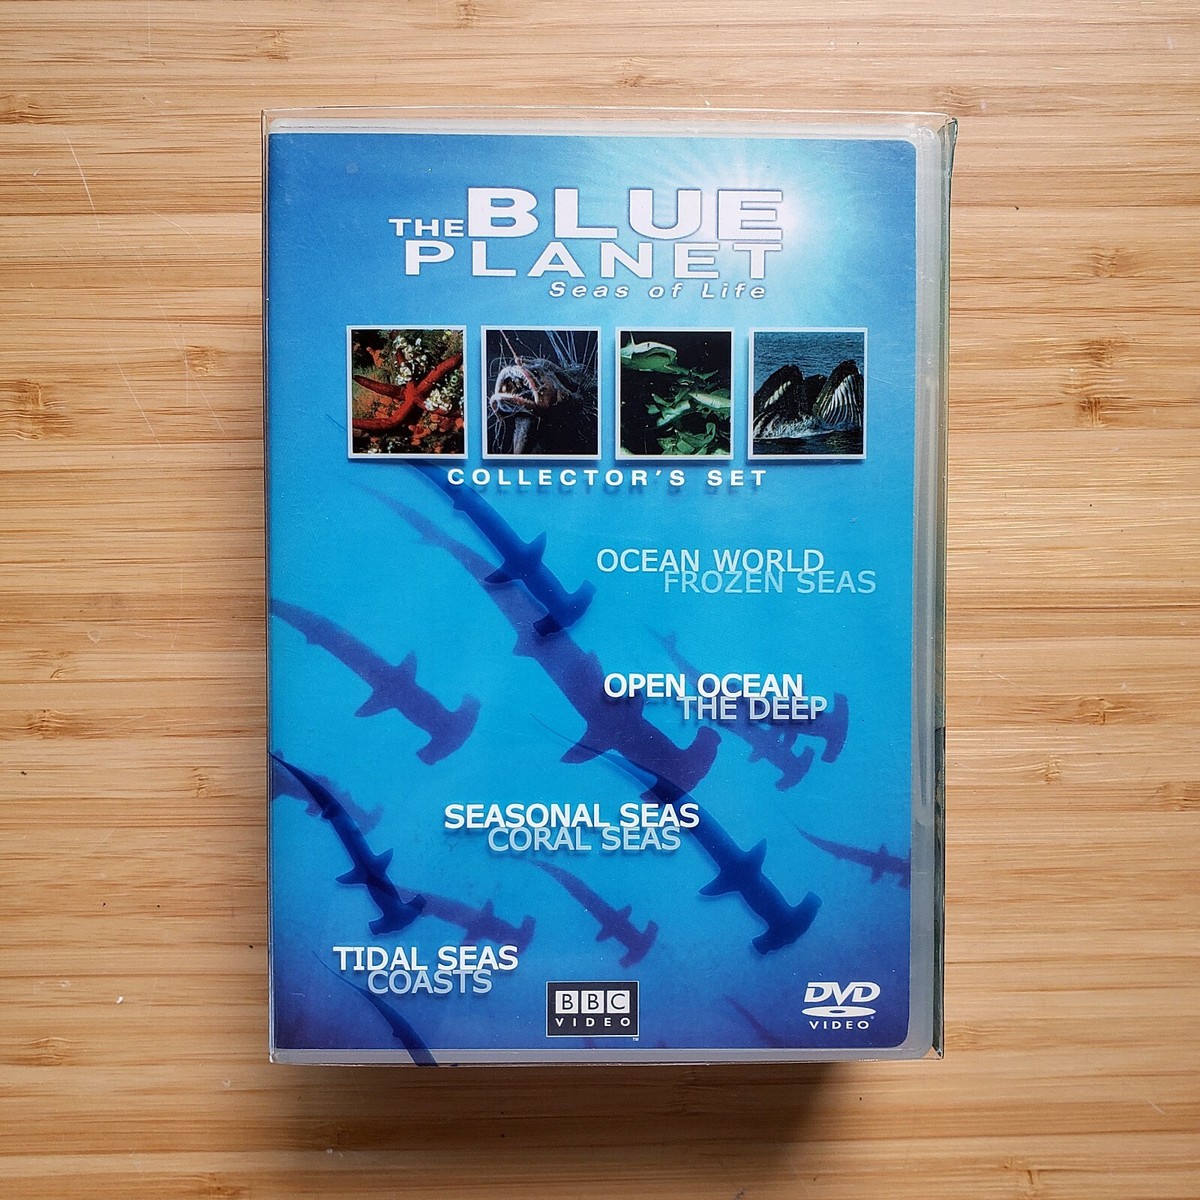 THE BLUE
PLANET
Seas of Life
COLLECTOR'S SET
OCEAN WORLD
FROZEN SEAS
OPEN OCEAN
THE DEEP
SEASONAL SEAS
CORAL SEAS
TIDAL SEAS
COASTS
BBC
VIDEO
™
DVD
VIDEO